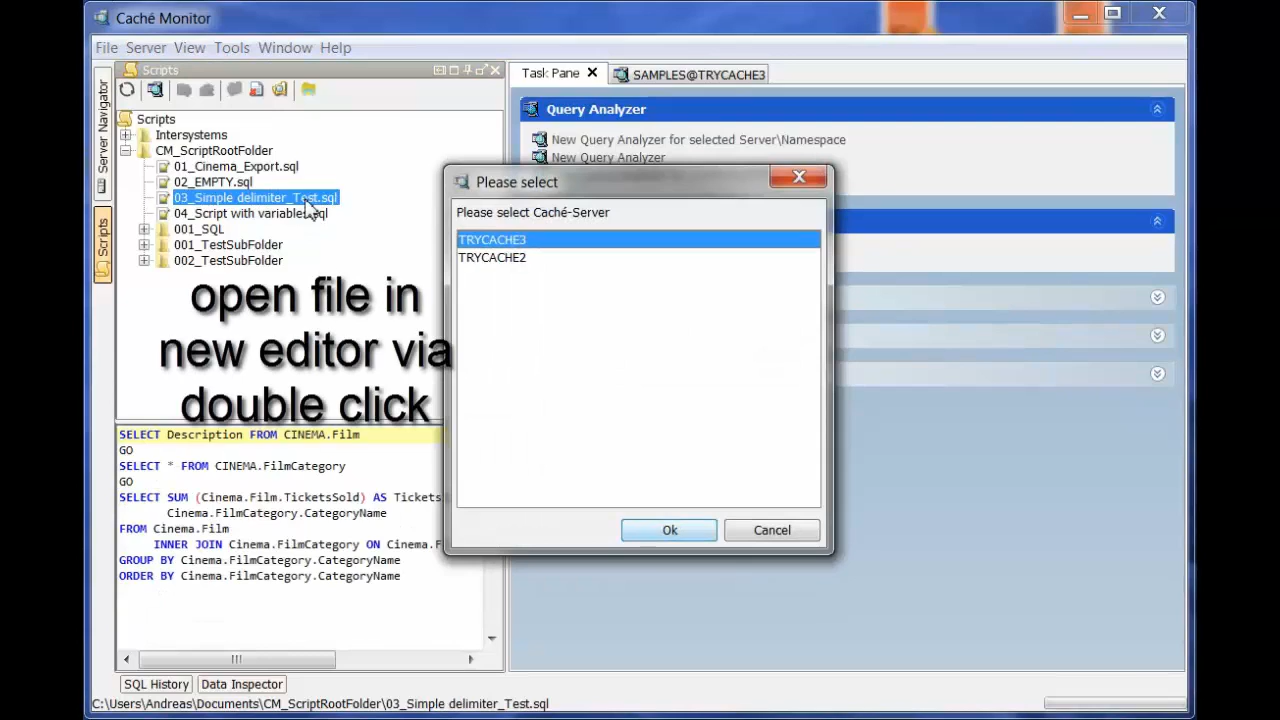 Caché Monitor
File Server View Tools Window Help
Scripts
Task: Pane
SAMPLES@TRYCACHE3
Server Navigator
Scripts
Scripts
Intersystems
CM_ScriptRootFolder
01_Cinema_Export.sql
02_EMPTY.sql
03_Simple delimiter_Test.sql
04_Script with variables.sql
001_SQL
001_TestSubFolder
002_TestSubFolder
Query Analyzer
New Query Analyzer for selected Server\Namespace
New Query Analyzer
Please select
Please select Caché-Server
TRYCACHE3
TRYCACHE2
Ok
Cancel
open file in
new editor via
double click
SELECT Description FROM CINEMA.Film
GO
SELECT * FROM CINEMA.FilmCategory
GO
SELECT SUM (Cinema.Film.TicketsSold) AS Tickets
Cinema.FilmCategory.CategoryName
FROM Cinema.Film
INNER JOIN Cinema.FilmCategory ON Cinema.F
GROUP BY Cinema.FilmCategory.CategoryName
ORDER BY Cinema.FilmCategory.CategoryName
SQL History
Data Inspector
C:\Users\Andreas\Documents\CM_ScriptRootFolder\03_Simple delimiter_Test.sql